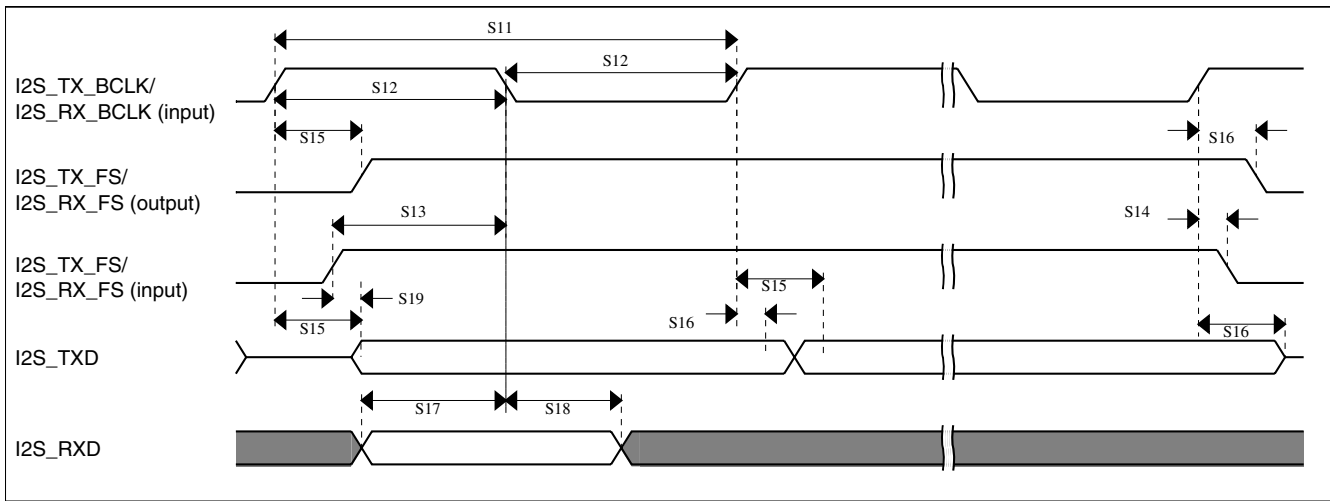 S11
I2S_TX_BCLK/
I2S_RX_BCLK (input)
S12
S12
S15
S16
I2S_TX_FS/
I2S_RX_FS (output)
S13
S14
I2S_TX_FS/
I2S_RX_FS (input)
S15
S19
S16
S15
S16
I2S_TXD
S17
S18
I2S_RXD